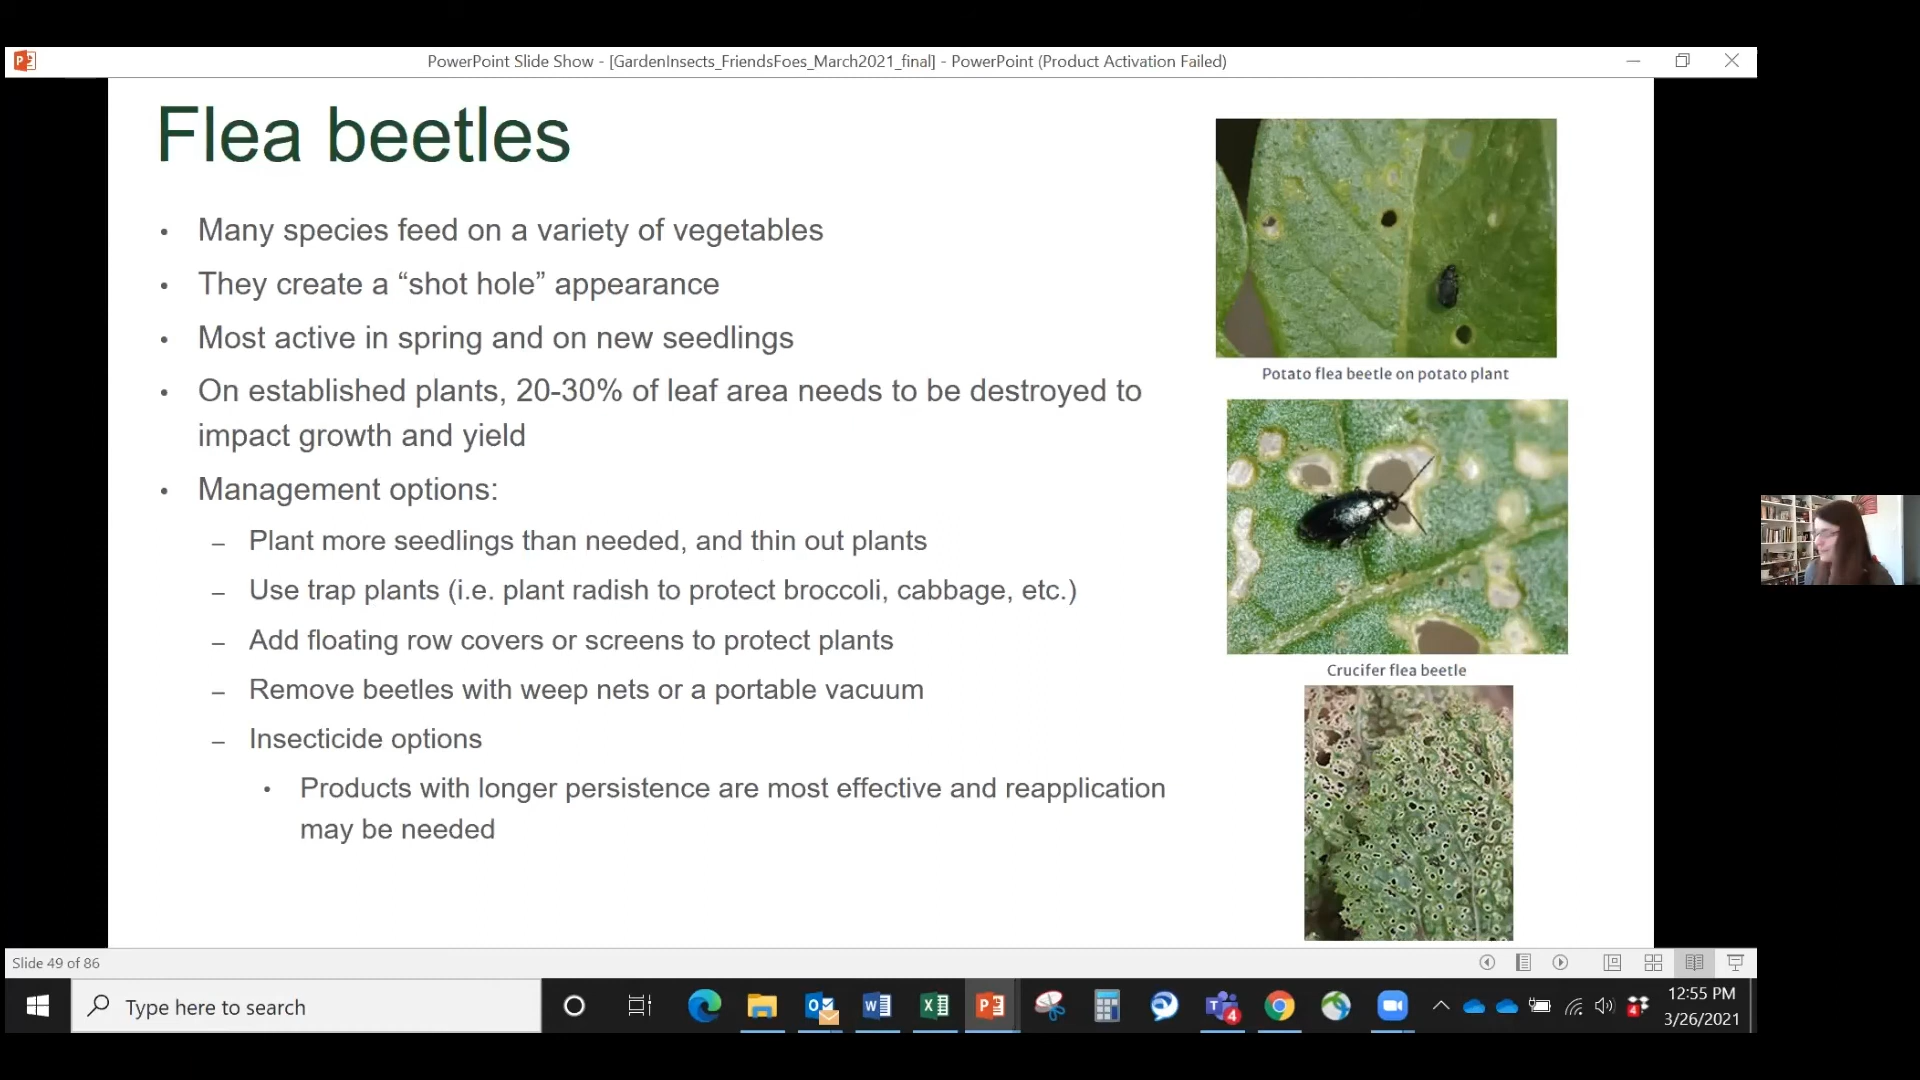 PowerPoint Slide Show - [GardenInsects_FriendsFoes_March2021_final] - PowerPoint (Product Activation Failed)
Flea beetles
• Many species feed on a variety of vegetables
• They create a “shot hole” appearance
• Most active in spring and on new seedlings
• On established plants, 20-30% of leaf area needs to be destroyed to
impact growth and yield
• Management options:
– Plant more seedlings than needed, and thin out plants
– Use trap plants (i.e. plant radish to protect broccoli, cabbage, etc.)
– Add floating row covers or screens to protect plants
– Remove beetles with weep nets or a portable vacuum
– Insecticide options
• Products with longer persistence are most effective and reapplication
may be needed
Potato flea beetle on potato plant
Crucifer flea beetle
Slide 49 of 86
Type here to search
4
4
12:55 PM
3/26/2021